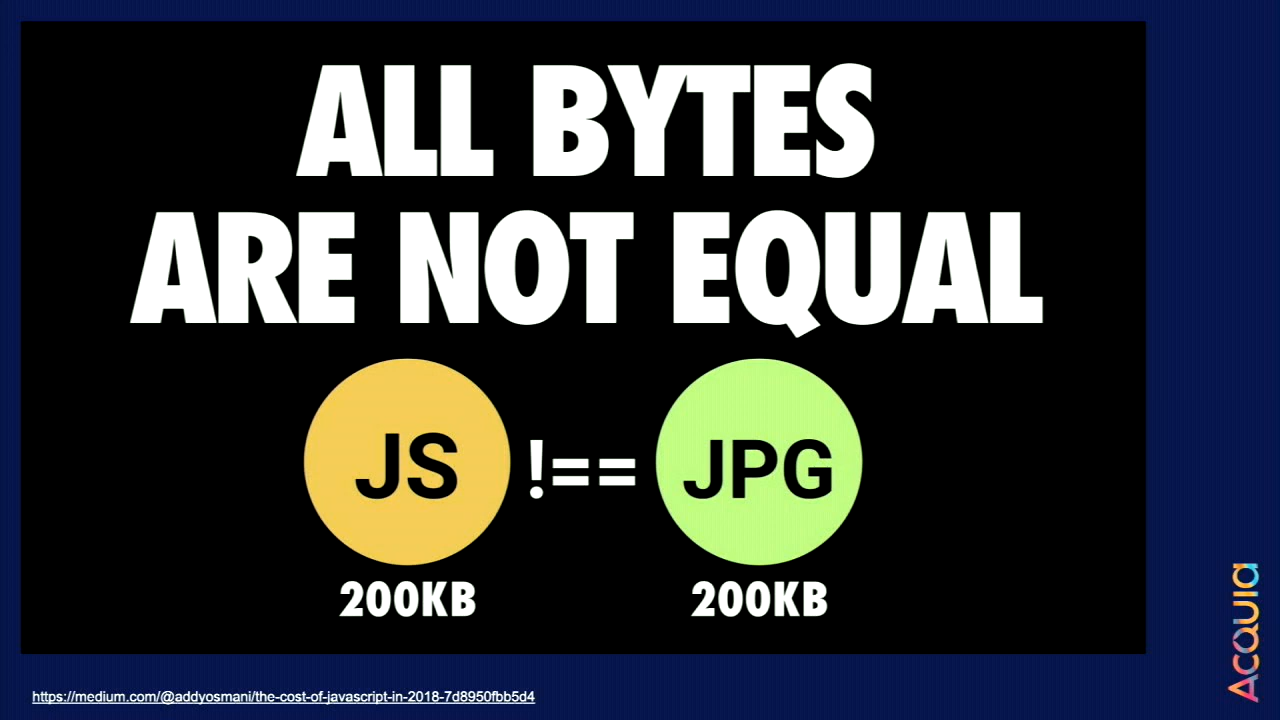 ALL BYTES
ARE NOT EQUAL
JS !== JPG
200KB 200KB
https://medium.com/@addyosmani/the-cost-of-javascript-in-2018-7d8950fbb5d4
ACQUIA